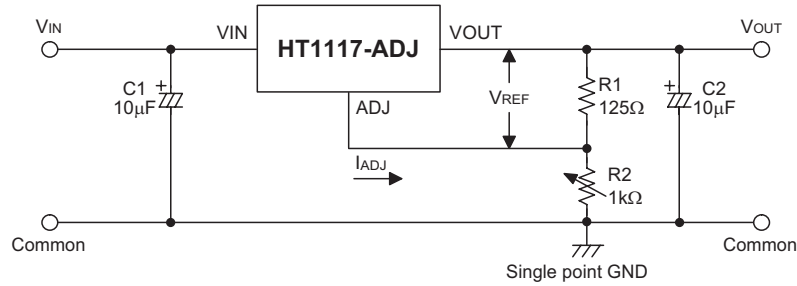 VIN
VIN
HT1117-ADJ
VOUT
VOUT
C1
+
10µF
ADJ
VREF
R1
125Ω
+
C2
10µF
IADJ
R2
1kΩ
Common
Common
Single point GND